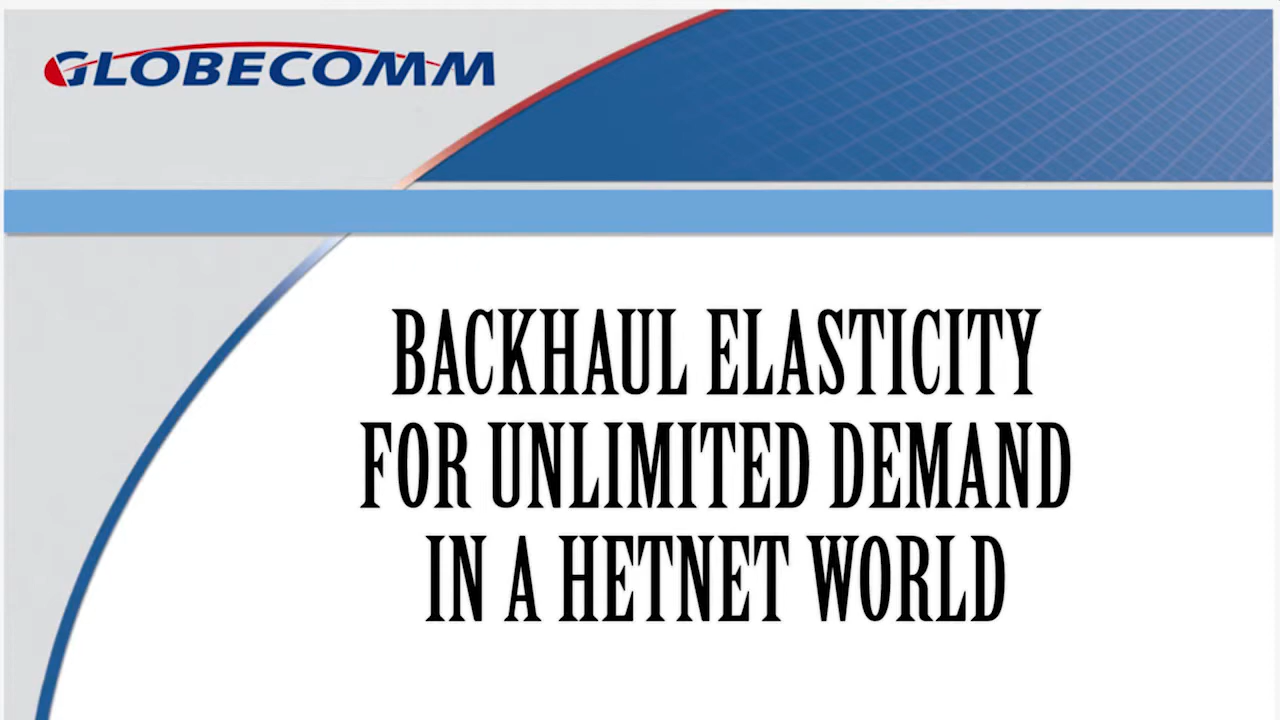 GLOBECOMM
BACKHAUL ELASTICITY
FOR UNLIMITED DEMAND
IN A HETNET WORLD